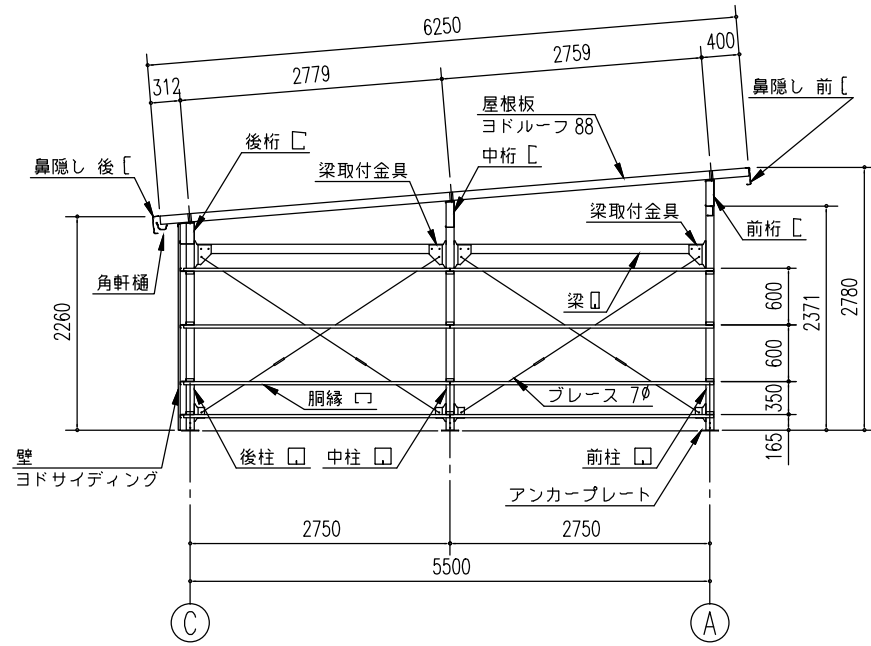 6250
312
2779
2759
400
鼻隠し 前
屋根板
ヨドルーフ 88
後桁
中桁
鼻隠し 後
梁取付金具
梁取付金具
前桁
角軒樋
梁
2260
600
2371
2780
600
胴縁
ブレース 7φ
350
165
壁
ヨドサイディング
後柱
中柱
前柱
アンカープレート
2750
2750
5500
C
A